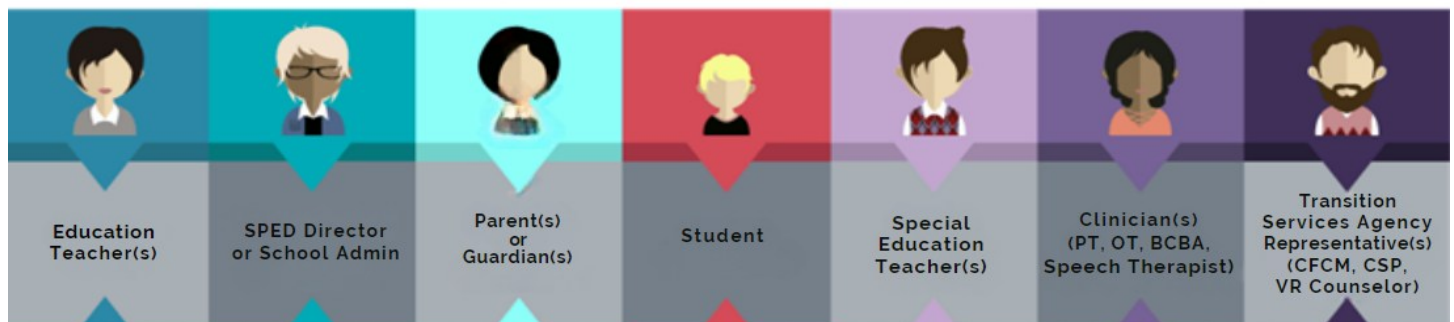 Education
Teacher(s)
SPED Director
or School Admin
Parent(s)
or
Guardian(s)
Student
Special
Education
Teacher(s)
Clinician(s)
(PT, OT, BCBA,
Speech Therapist)
Transition
Services Agency
Representative(s)
(CFCM, CSP,
VR Counselor)